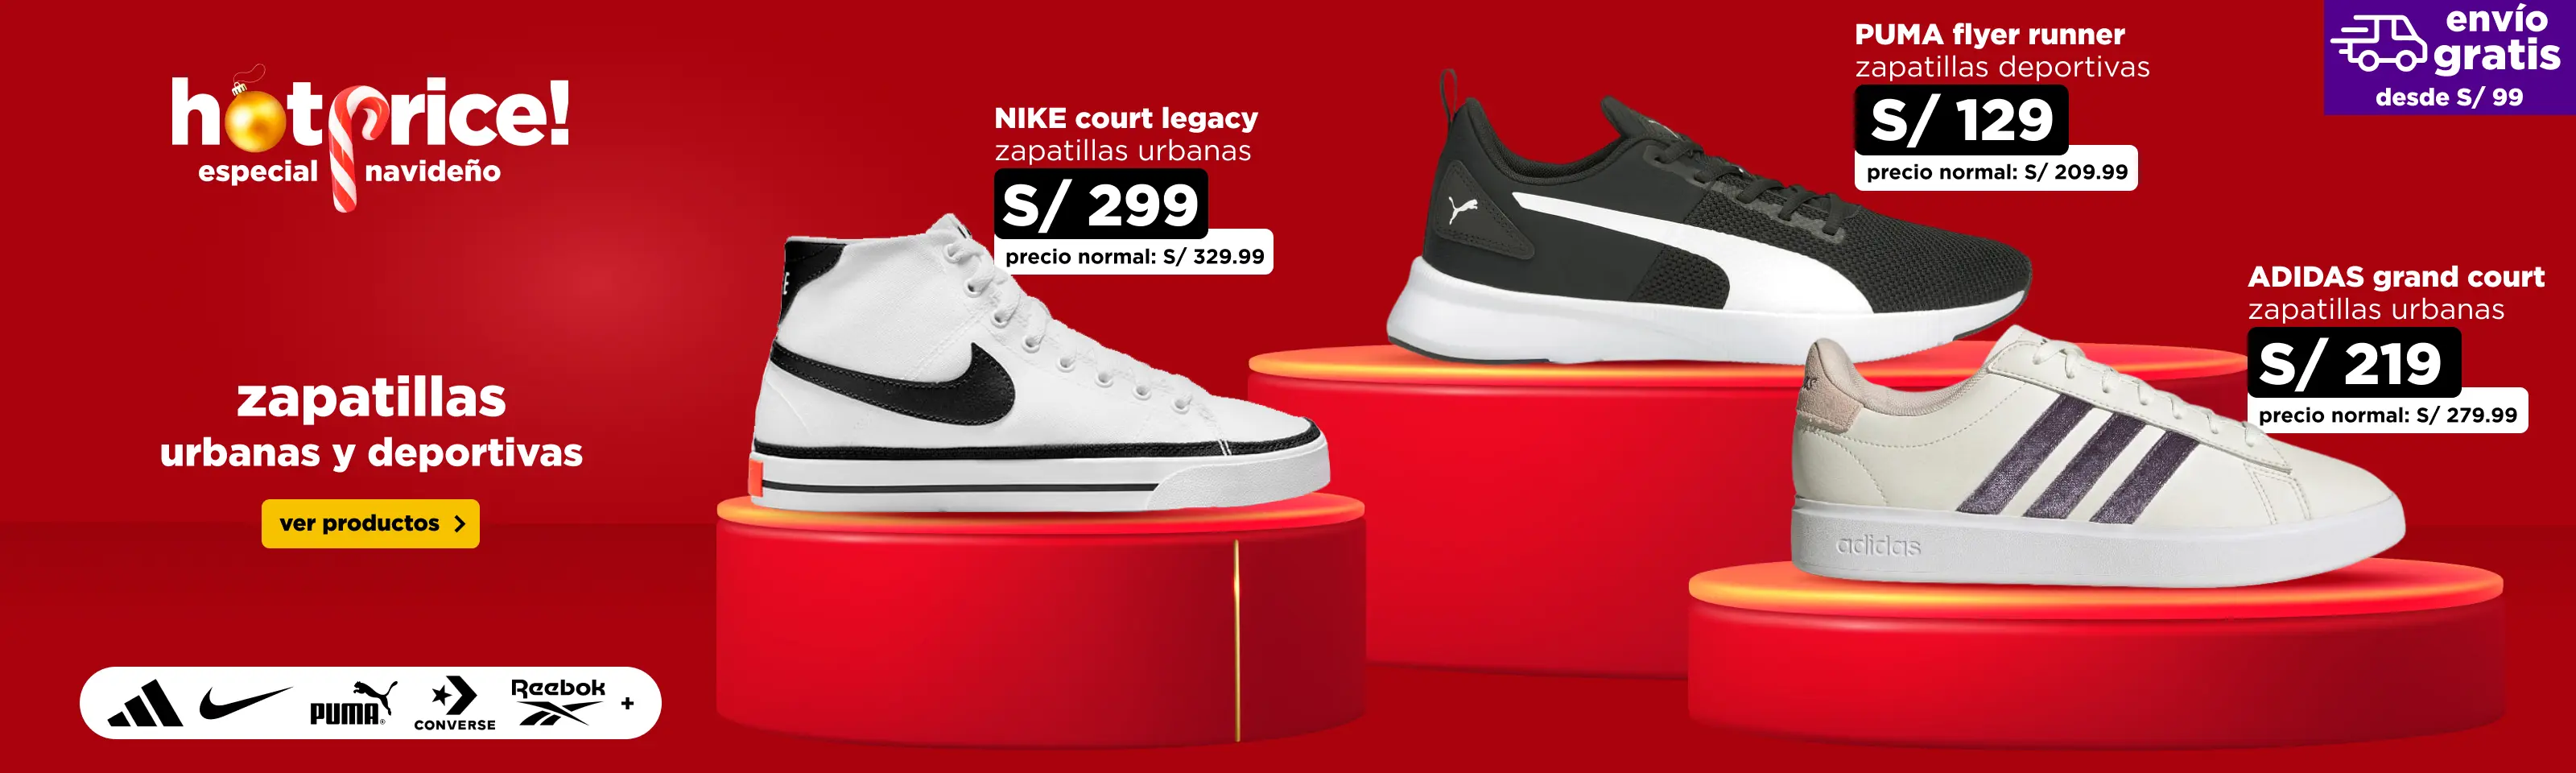 hot price!
especial navideño
zapatillas
urbanas y deportivas
ver productos
PUMA
CONVERSE
Reebok
+
NIKE court legacy
zapatillas urbanas
S/ 299
precio normal: S/ 329.99
PUMA flyer runner
zapatillas deportivas
S/ 129
precio normal: S/ 209.99
ADIDAS grand court
zapatillas urbanas
S/ 219
precio normal: S/ 279.99
adidas
envío
gratis
desde S/ 99